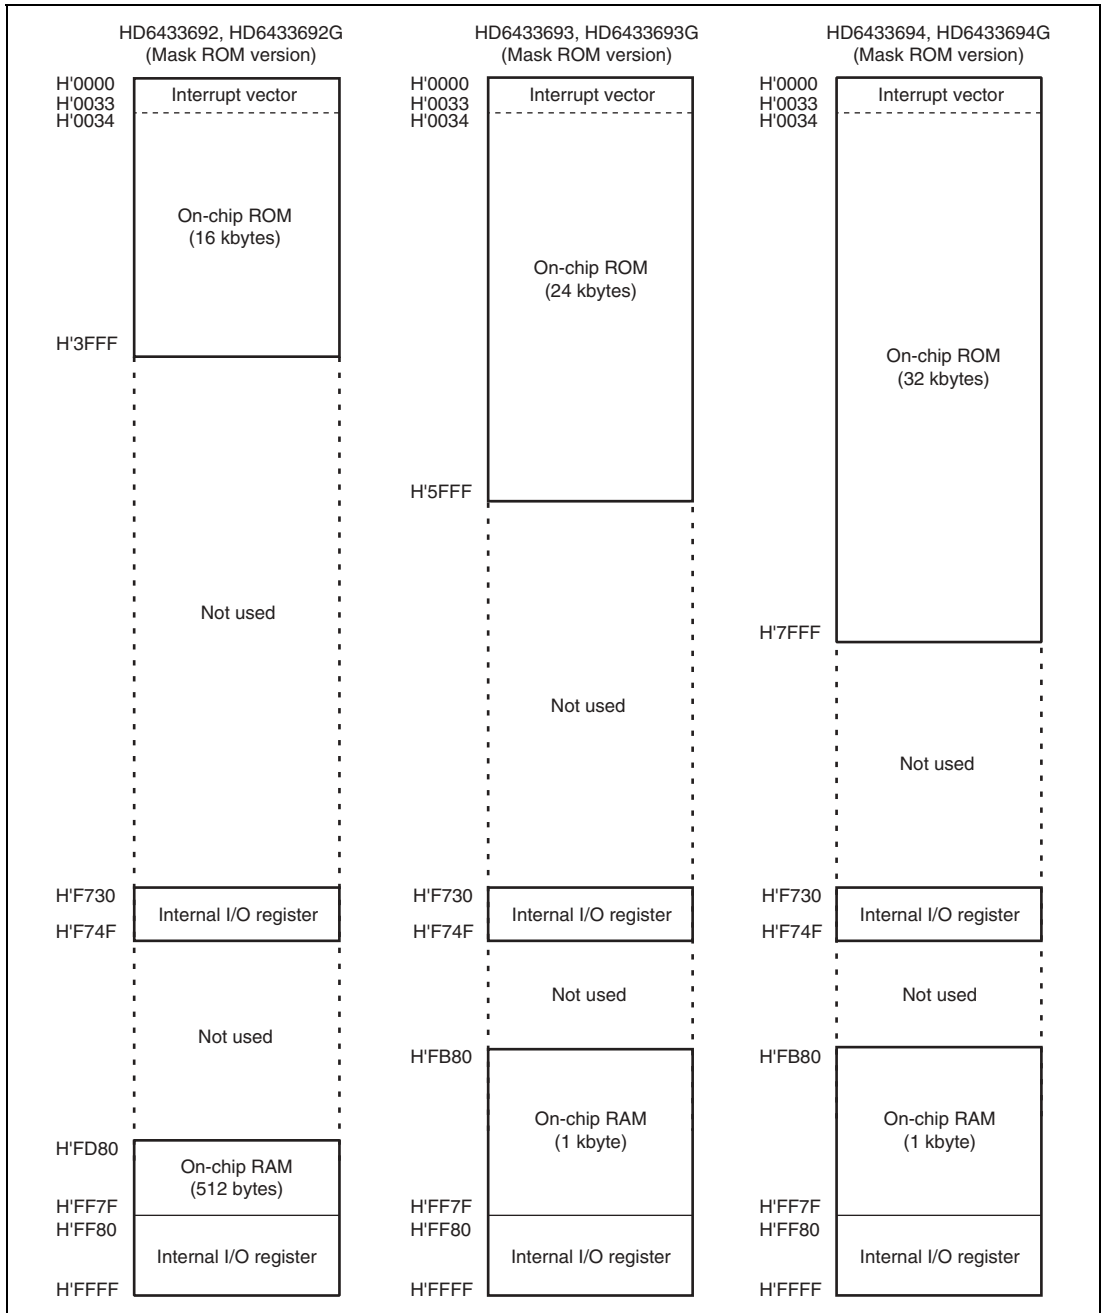 HD6433692, HD6433692G
(Mask ROM version)
H'0000
Interrupt vector
H'0033
H'0034
On-chip ROM
(16 kbytes)
H'3FFF
Not used
H'F730
Internal I/O register
H'F74F
Not used
H'FD80
On-chip RAM
(512 bytes)
H'FF7F
H'FF80
Internal I/O register
H'FFFF
HD6433693, HD6433693G
(Mask ROM version)
H'0000
Interrupt vector
H'0033
H'0034
On-chip ROM
(24 kbytes)
H'5FFF
Not used
H'F730
Internal I/O register
H'F74F
Not used
H'FB80
On-chip RAM
(1 kbyte)
H'FF7F
H'FF80
Internal I/O register
H'FFFF
HD6433694, HD6433694G
(Mask ROM version)
H'0000
Interrupt vector
H'0033
H'0034
On-chip ROM
(32 kbytes)
H'7FFF
Not used
H'F730
Internal I/O register
H'F74F
Not used
H'FB80
On-chip RAM
(1 kbyte)
H'FF7F
H'FF80
Internal I/O register
H'FFFF